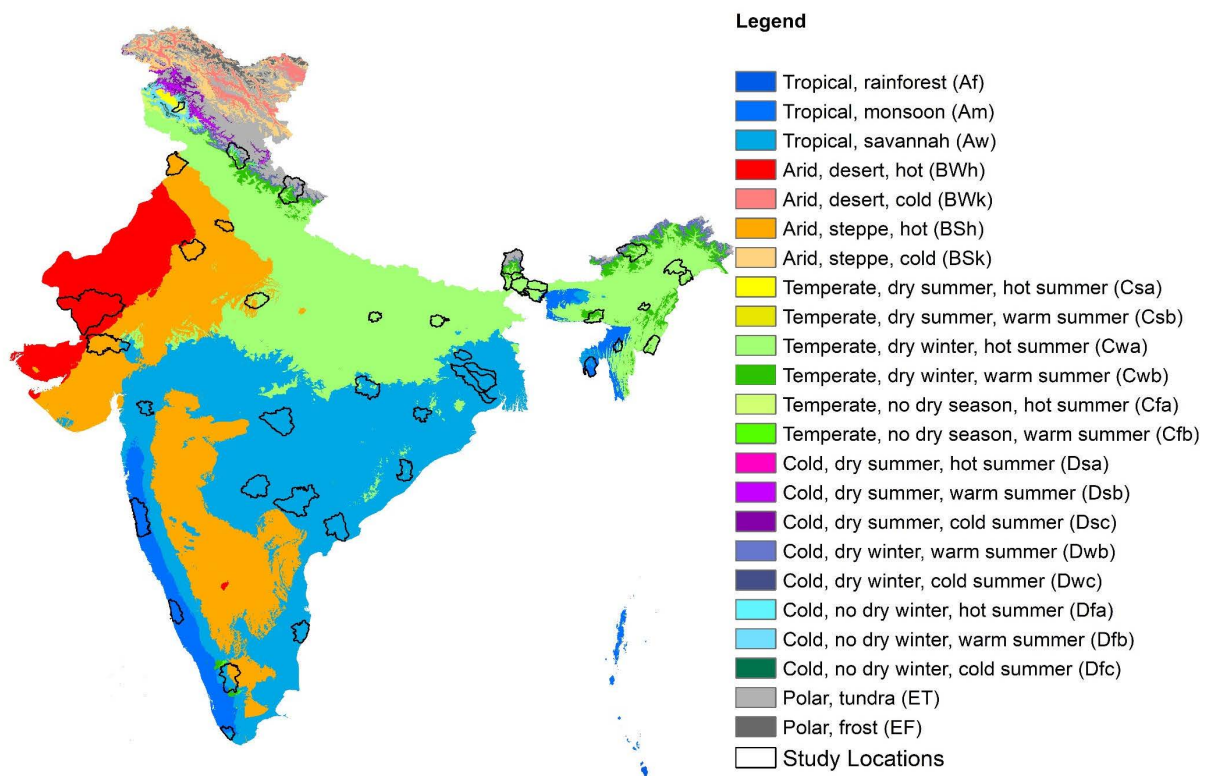 Legend
Tropical, rainforest (Af)
Tropical, monsoon (Am)
Tropical, savannah (Aw)
Arid, desert, hot (BWh)
Arid, desert, cold (BWk)
Arid, steppe, hot (BSh)
Arid, steppe, cold (BSk)
Temperate, dry summer, hot summer (Csa)
Temperate, dry summer, warm summer (Csb)
Temperate, dry winter, hot summer (Cwa)
Temperate, dry winter, warm summer (Cwb)
Temperate, no dry season, hot summer (Cfa)
Temperate, no dry season, warm summer (Cfb)
Cold, dry summer, hot summer (Dsa)
Cold, dry summer, warm summer (Dsb)
Cold, dry summer, cold summer (Dsc)
Cold, dry winter, warm summer (Dwb)
Cold, dry winter, cold summer (Dwc)
Cold, no dry winter, hot summer (Dfa)
Cold, no dry winter, warm summer (Dfb)
Cold, no dry winter, cold summer (Dfc)
Polar, tundra (ET)
Polar, frost (EF)
Study Locations